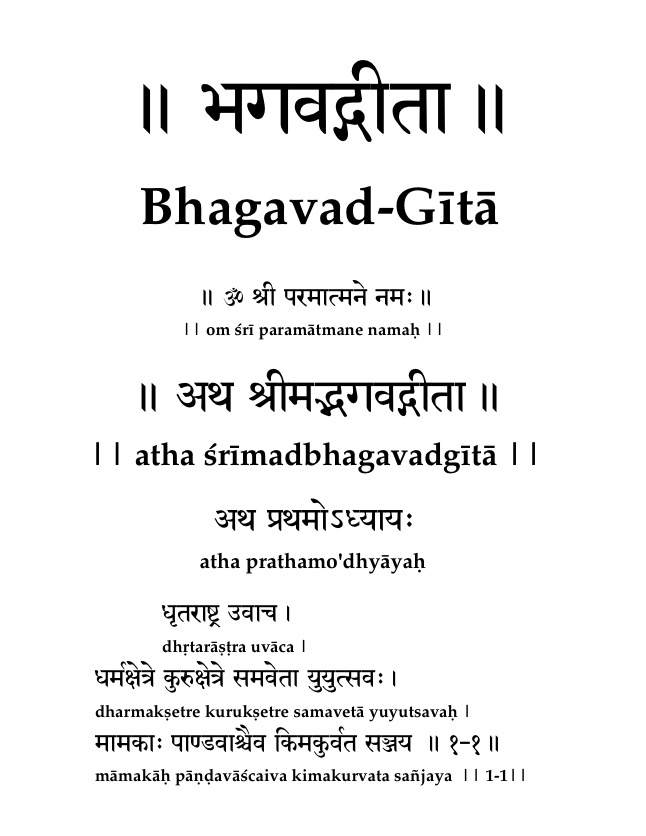 ॥ भगवद्गीता ॥
Bhagavad-Gītā
॥ ॐ श्री परमात्मने नमः ॥
|| om śrī paramātmane namaḥ ||
॥ अथ श्रीमद्भगवद्गीता ॥
|| atha śrīmadbhagavadgītā ||
अथ प्रथमोऽध्यायः
atha prathamo'dhyāyaḥ
धृतराष्ट्र उवाच ।
dhṛtarāṣṭra uvāca |
धर्मक्षेत्रे कुरुक्षेत्रे समवेता युयुत्सवः ।
dharmakṣetre kurukṣetre samavetā yuyutsavaḥ |
मामकाः पाण्डवाश्चैव किमकुर्वत सञ्जय ॥ १-१॥
māmakāḥ pāṇḍavāścaiva kimakurvata sañjaya || 1-1||